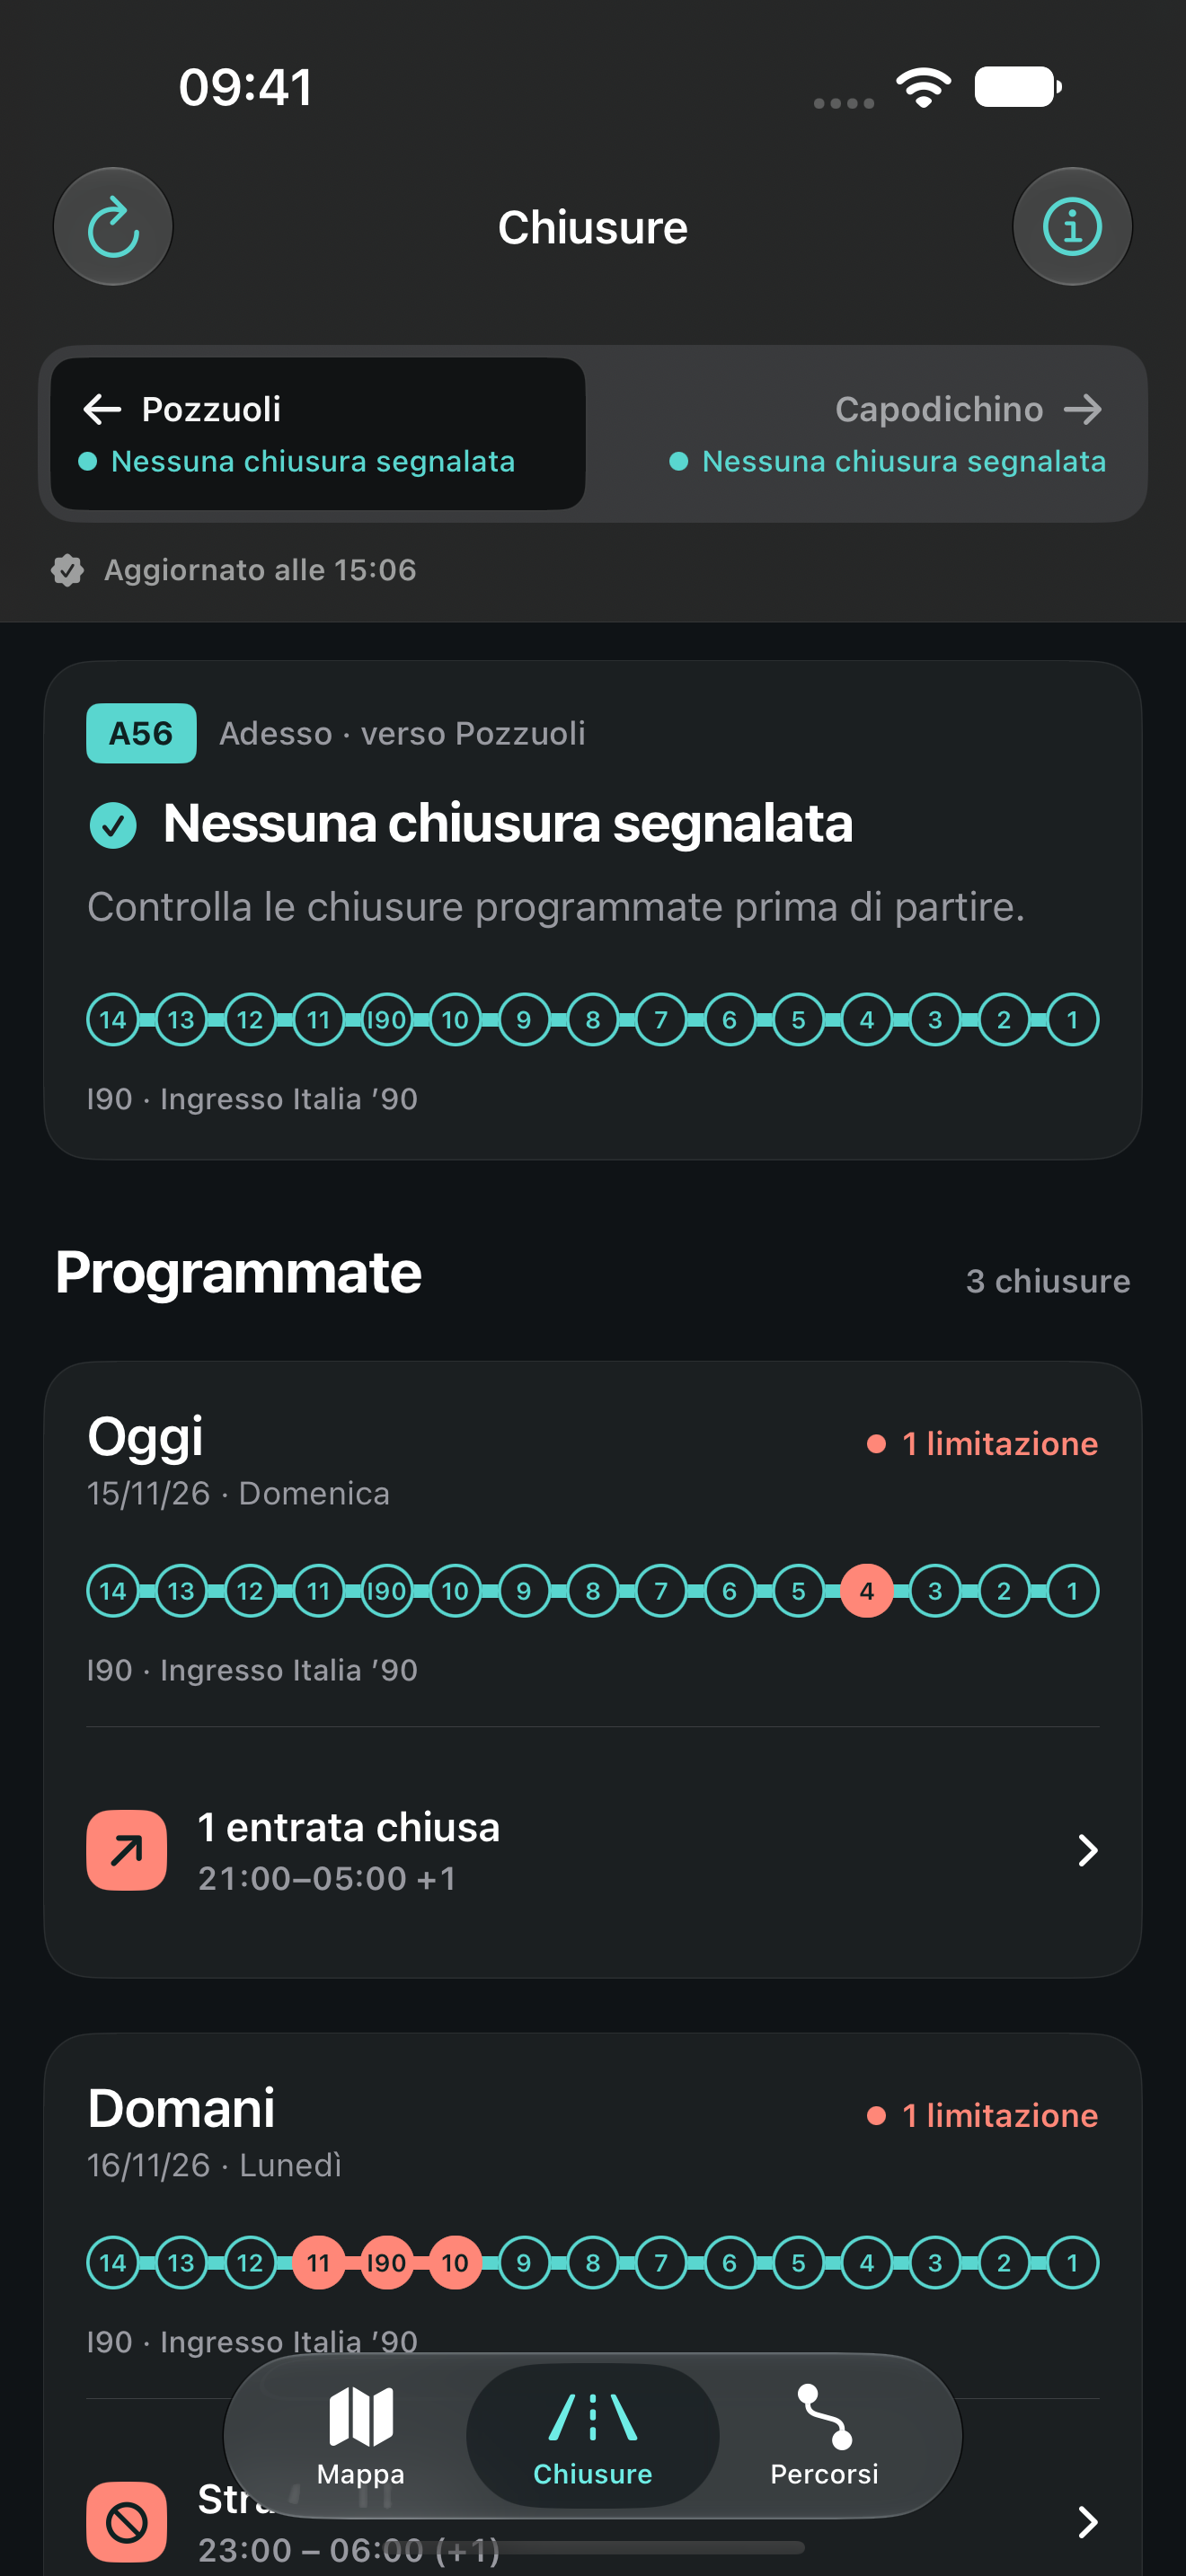 09:41
Chiusure
← Pozzuoli
Nessuna chiusura segnalata
Capodichino →
Nessuna chiusura segnalata
Aggiornato alle 15:06
A56 Adesso · verso Pozzuoli
Nessuna chiusura segnalata
Controlla le chiusure programmate prima di partire.
14 13 12 11 I90 10 9 8 7 6 5 4 3 2 1
I90 · Ingresso Italia ’90
Programmate
3 chiusure
Oggi
1 limitazione
15/11/26 · Domenica
14 13 12 11 I90 10 9 8 7 6 5 4 3 2 1
I90 · Ingresso Italia ’90
1 entrata chiusa
21:00–05:00 +1
Domani
1 limitazione
16/11/26 · Lunedì
14 13 12 11 I90 10 9 8 7 6 5 4 3 2 1
I90 · Ingresso Italia ’90
23:00 – 06:00 (+1)
Mappa
Chiusure
Percorsi